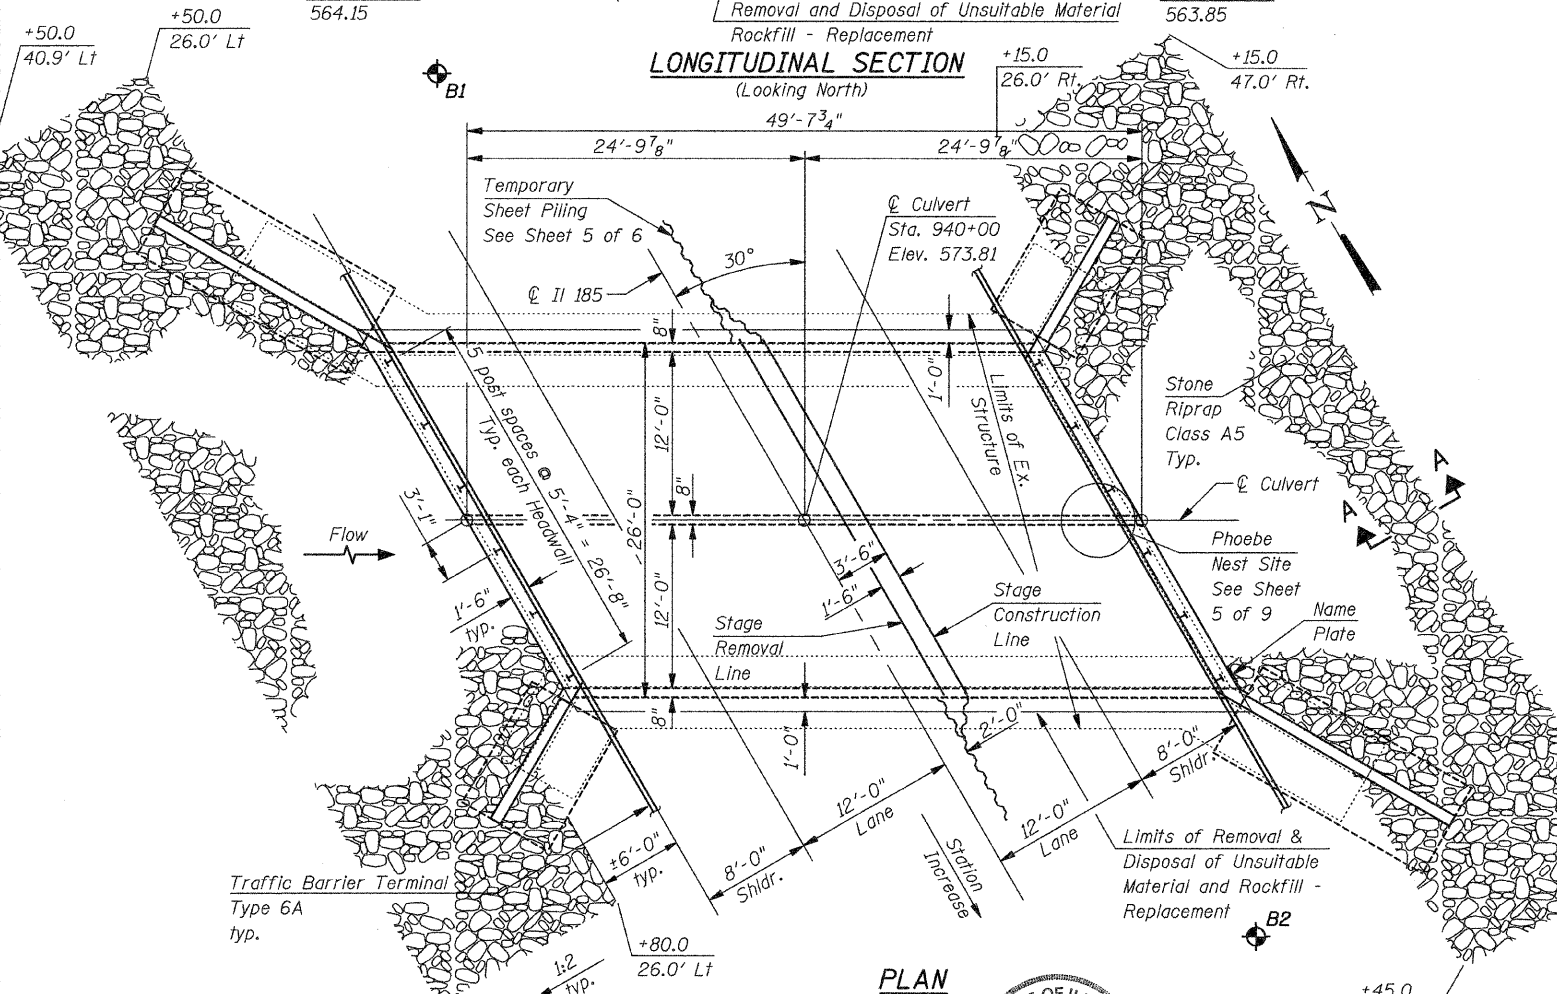 +50.0
40.9' Lt
+50.0
26.0' Lt
564.15
Removal and Disposal of Unsuitable Material
Rockfill - Replacement
563.85
LONGITUDINAL SECTION
(Looking North)
+15.0
26.0' Rt.
+15.0
47.0' Rt.
B1
49'-7 3/4"
24'-9 7/8"
24'-9 7/8"
Temporary
Sheet Piling
See Sheet 5 of 6
℄ Culvert
Sta. 940+00
Elev. 573.81
N
30°
℄ Il 185
8"
1'-0"
5 post spaces @ 5'-4" = 26'-8"
Typ. each Headwall
12'-0"
Limits of Ex.
Structure
Stone
Riprap
Class A5
Typ.
A
A
℄ Culvert
26'-0"
8"
3'-1"
Flow
Phoebe
Nest Site
See Sheet
5 of 9
3'-6"
1'-6"
1'-6"
typ.
12'-0"
Stage
Removal
Line
Stage
Construction
Line
Name
Plate
8"
1'-0"
2'-0"
8'-0"
Shldr.
12'-0"
Lane
12'-0"
Lane
8'-0"
Shldr.
±6'-0"
typ.
Station
Increase
Limits of Removal &
Disposal of Unsuitable
Material and Rockfill -
Replacement
Traffic Barrier Terminal
Type 6A
typ.
B2
+80.0
26.0' Lt
1:2
typ.
PLAN
+45.0